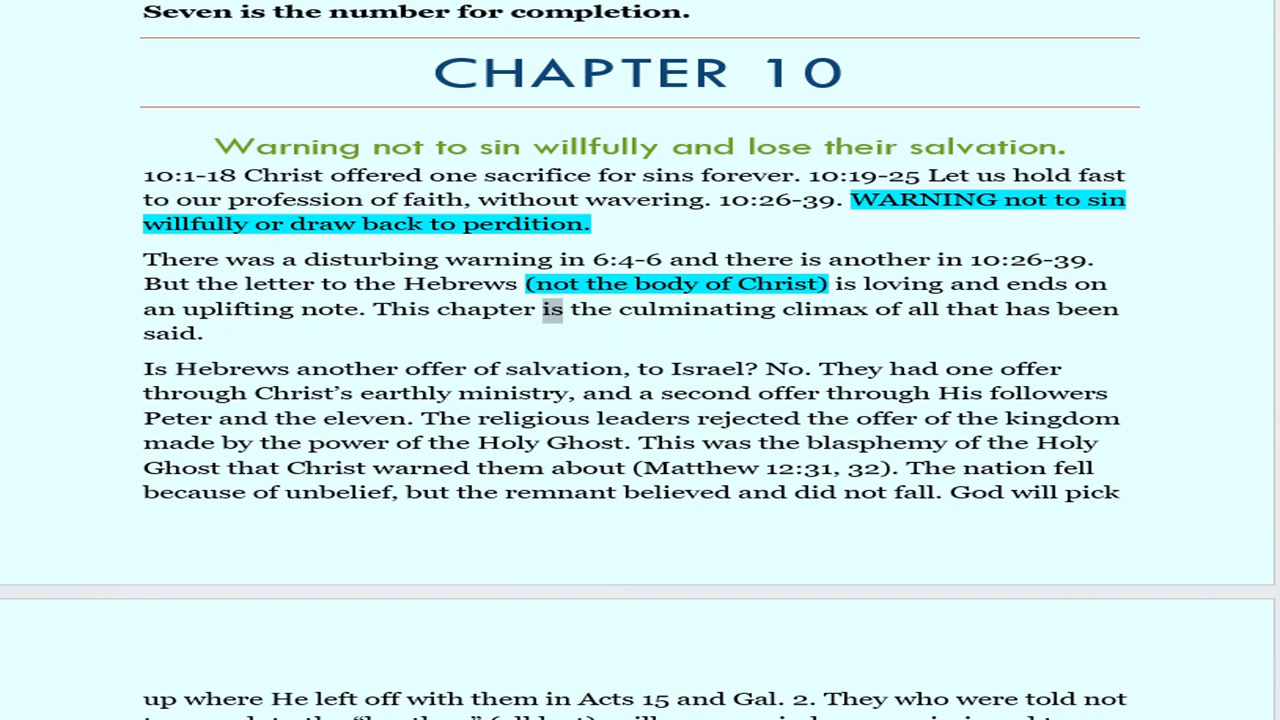 Seven is the number for completion.
CHAPTER 10
Warning not to sin willfully and lose their salvation.
10:1-18 Christ offered one sacrifice for sins forever. 10:19-25 Let us hold fast
to our profession of faith, without wavering. 10:26-39. WARNING not to sin
willfully or draw back to perdition.
There was a disturbing warning in 6:4-6 and there is another in 10:26-39.
But the letter to the Hebrews (not the body of Christ) is loving and ends on
an uplifting note. This chapter is the culminating climax of all that has been
said.
Is Hebrews another offer of salvation, to Israel? No. They had one offer
through Christ’s earthly ministry, and a second offer through His followers
Peter and the eleven. The religious leaders rejected the offer of the kingdom
made by the power of the Holy Ghost. This was the blasphemy of the Holy
Ghost that Christ warned them about (Matthew 12:31, 32). The nation fell
because of unbelief, but the remnant believed and did not fall. God will pick
up where He left off with them in Acts 15 and Gal. 2. They who were told not